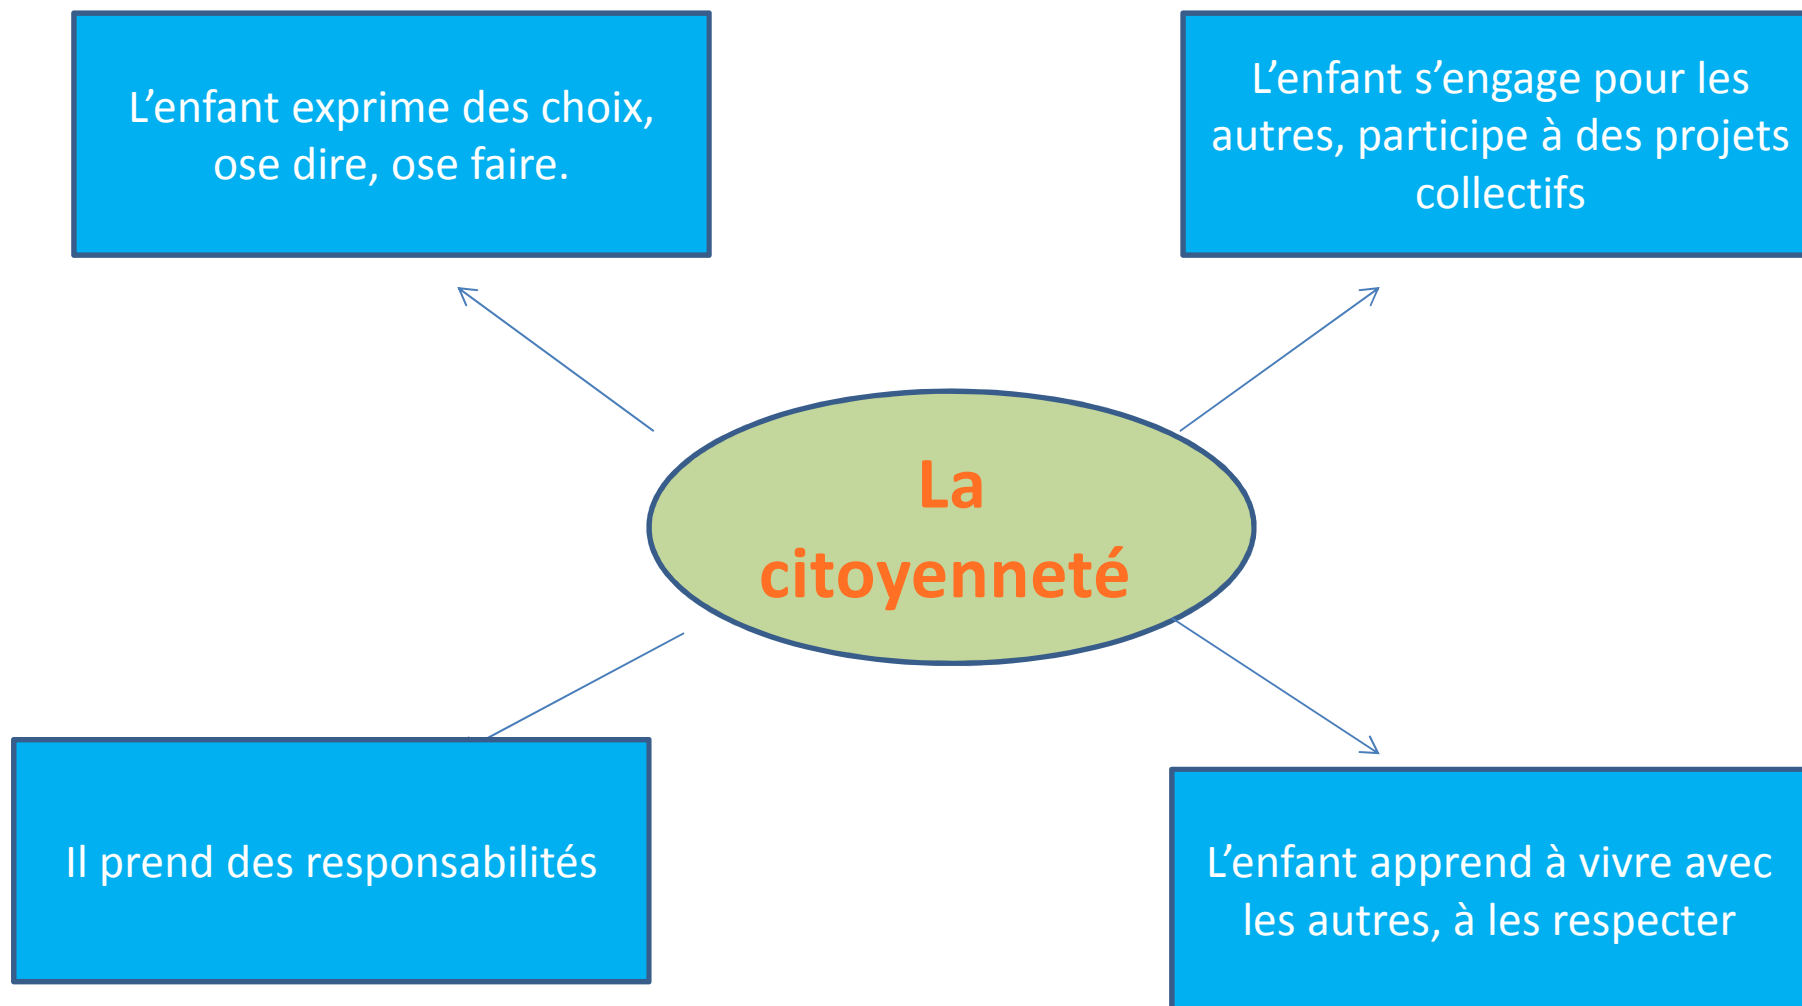 L’enfant exprime des choix,
ose dire, ose faire.
L’enfant s’engage pour les
autres, participe à des projets
collectifs
La
citoyenneté
Il prend des responsabilités
L’enfant apprend à vivre avec
les autres, à les respecter